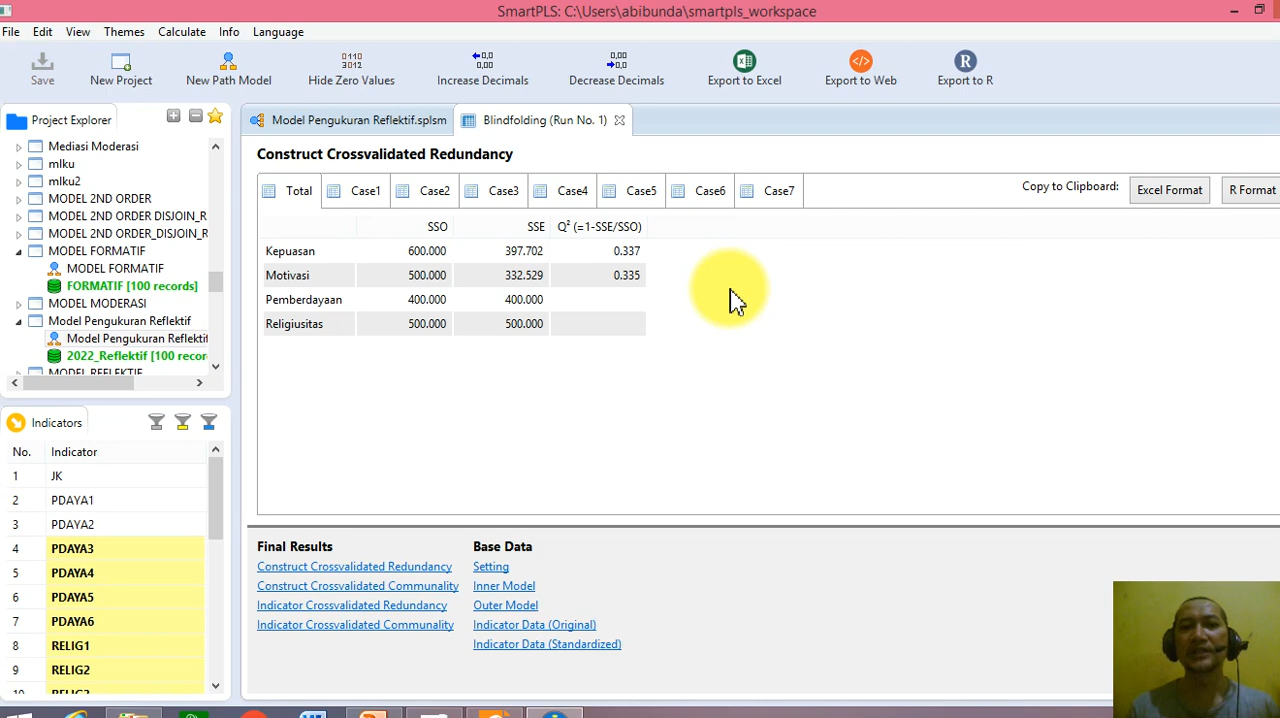 SmartPLS: C:\Users\abibunda\smartpls_workspace
File Edit View Themes Calculate Info Language
Save New Project New Path Model Hide Zero Values Increase Decimals Decrease Decimals Export to Excel Export to Web Export to R
Project Explorer
Mediasi Moderasi
mlku
mlku2
MODEL 2ND ORDER
MODEL 2ND ORDER DISJOIN_R
MODEL 2ND ORDER_DISJOIN_R
MODEL FORMATIF
MODEL FORMATIF
FORMATIF [100 records]
MODEL MODERASI
Model Pengukuran Reflektif
Model Pengukuran Reflektif
2022_Reflektif [100 recor
MODEL REFLEKTIF
Indicators
No. Indicator
1 JK
2 PDAYA1
3 PDAYA2
4 PDAYA3
5 PDAYA4
6 PDAYA5
7 PDAYA6
8 RELIG1
9 RELIG2
10 RELIG3
Model Pengukuran Reflektif.splsm Blindfolding (Run No. 1)
Construct Crossvalidated Redundancy
Total Case1 Case2 Case3 Case4 Case5 Case6 Case7 Copy to Clipboard: Excel Format R Format
SSO SSE Q² (=1-SSE/SSO)
Kepuasan 600.000 397.702 0.337
Motivasi 500.000 332.529 0.335
Pemberdayaan 400.000 400.000
Religiusitas 500.000 500.000
Final Results
Construct Crossvalidated Redundancy
Construct Crossvalidated Communality
Indicator Crossvalidated Redundancy
Indicator Crossvalidated Communality
Base Data
Setting
Inner Model
Outer Model
Indicator Data (Original)
Indicator Data (Standardized)